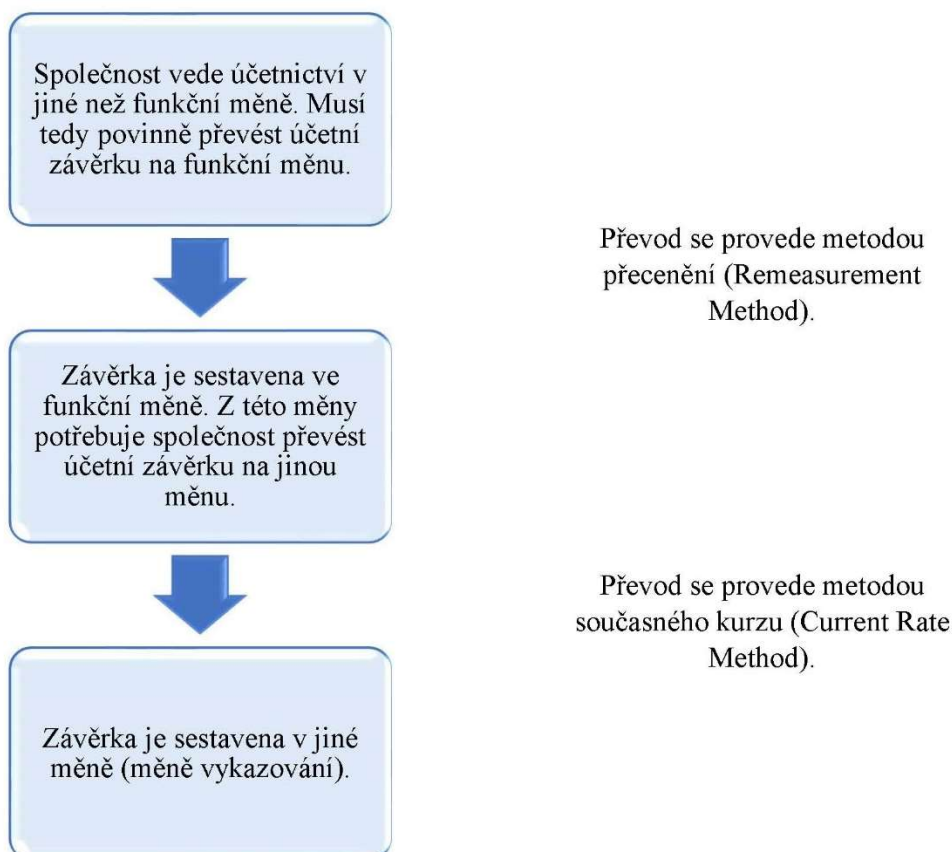 Společnost vede účetnictví v
jiné než funkční měně. Musí
tedy povinně převést účetní
závěrku na funkční měnu.
Převod se provede metodou
přecenění (Remeasurement
Method).
Závěrka je sestavena ve
funkční měně. Z této měny
potřebuje společnost převést
účetní závěrku na jinou
měnu.
Převod se provede metodou
současného kurzu (Current Rate
Method).
Závěrka je sestavena v jiné
měně (měně vykazování).